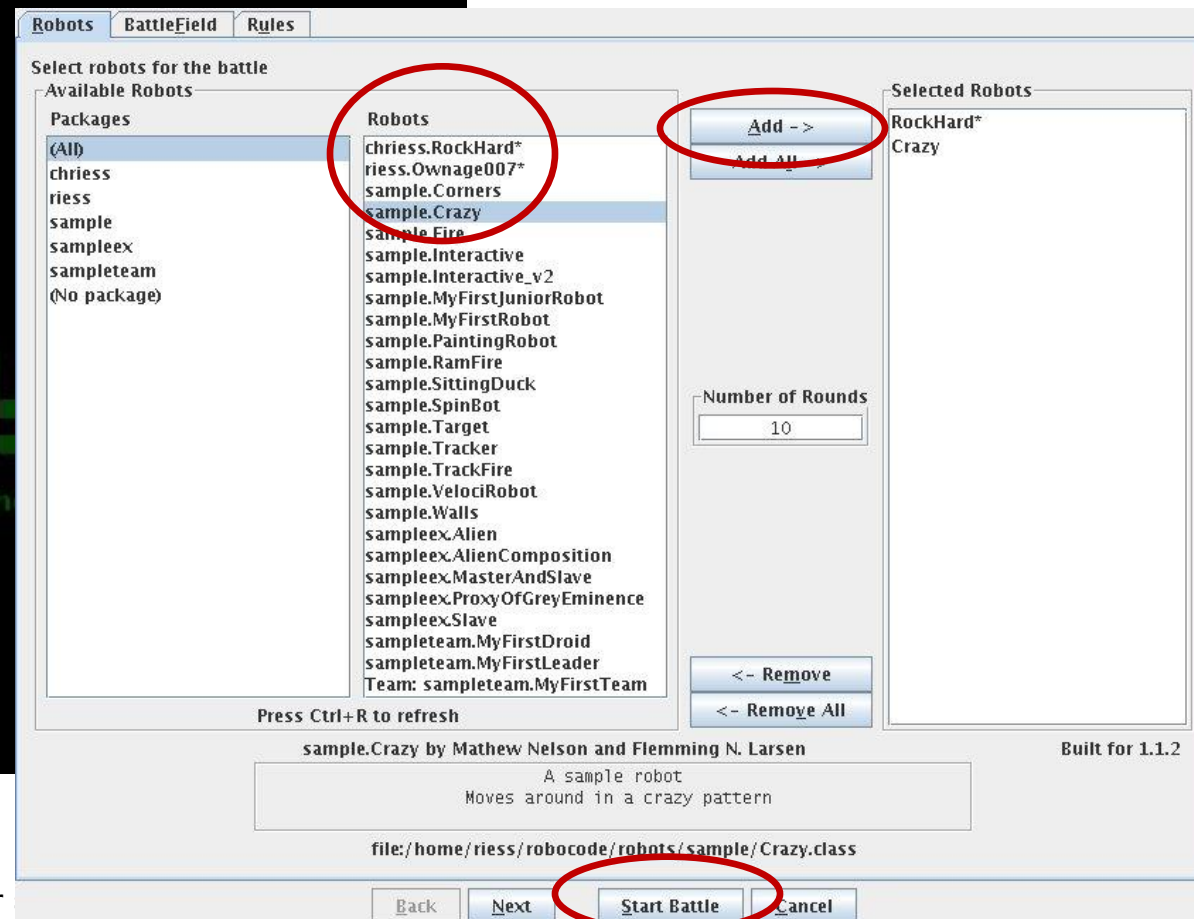 Robots BattleField Rules
Select robots for the battle
Available Robots
Packages
(All)
chriess
riess
sample
sampleex
sampleteam
(No package)
Robots
chriess.RockHard*
riess.Ownage007*
sample.Corners
sample.Crazy
sample.Fire
sample.Interactive
sample.Interactive_v2
sample.MyFirstJuniorRobot
sample.MyFirstRobot
sample.PaintingRobot
sample.RamFire
sample.SittingDuck
sample.SpinBot
sample.Target
sample.Tracker
sample.TrackFire
sample.VelociRobot
sample.Walls
sampleex.Alien
sampleex.AlienComposition
sampleex.MasterAndSlave
sampleex.ProxyOfGreyEminence
sampleex.Slave
sampleteam.MyFirstDroid
sampleteam.MyFirstLeader
Team: sampleteam.MyFirstTeam
Press Ctrl+R to refresh
Add ->
Add All ->
Number of Rounds
10
<- Remove
<- Remove All
Selected Robots
RockHard*
Crazy
sample.Crazy by Mathew Nelson and Flemming N. Larsen
Built for 1.1.2
A sample robot
Moves around in a crazy pattern
file:/home/riess/robocode/robots/sample/Crazy.class
Back Next Start Battle Cancel